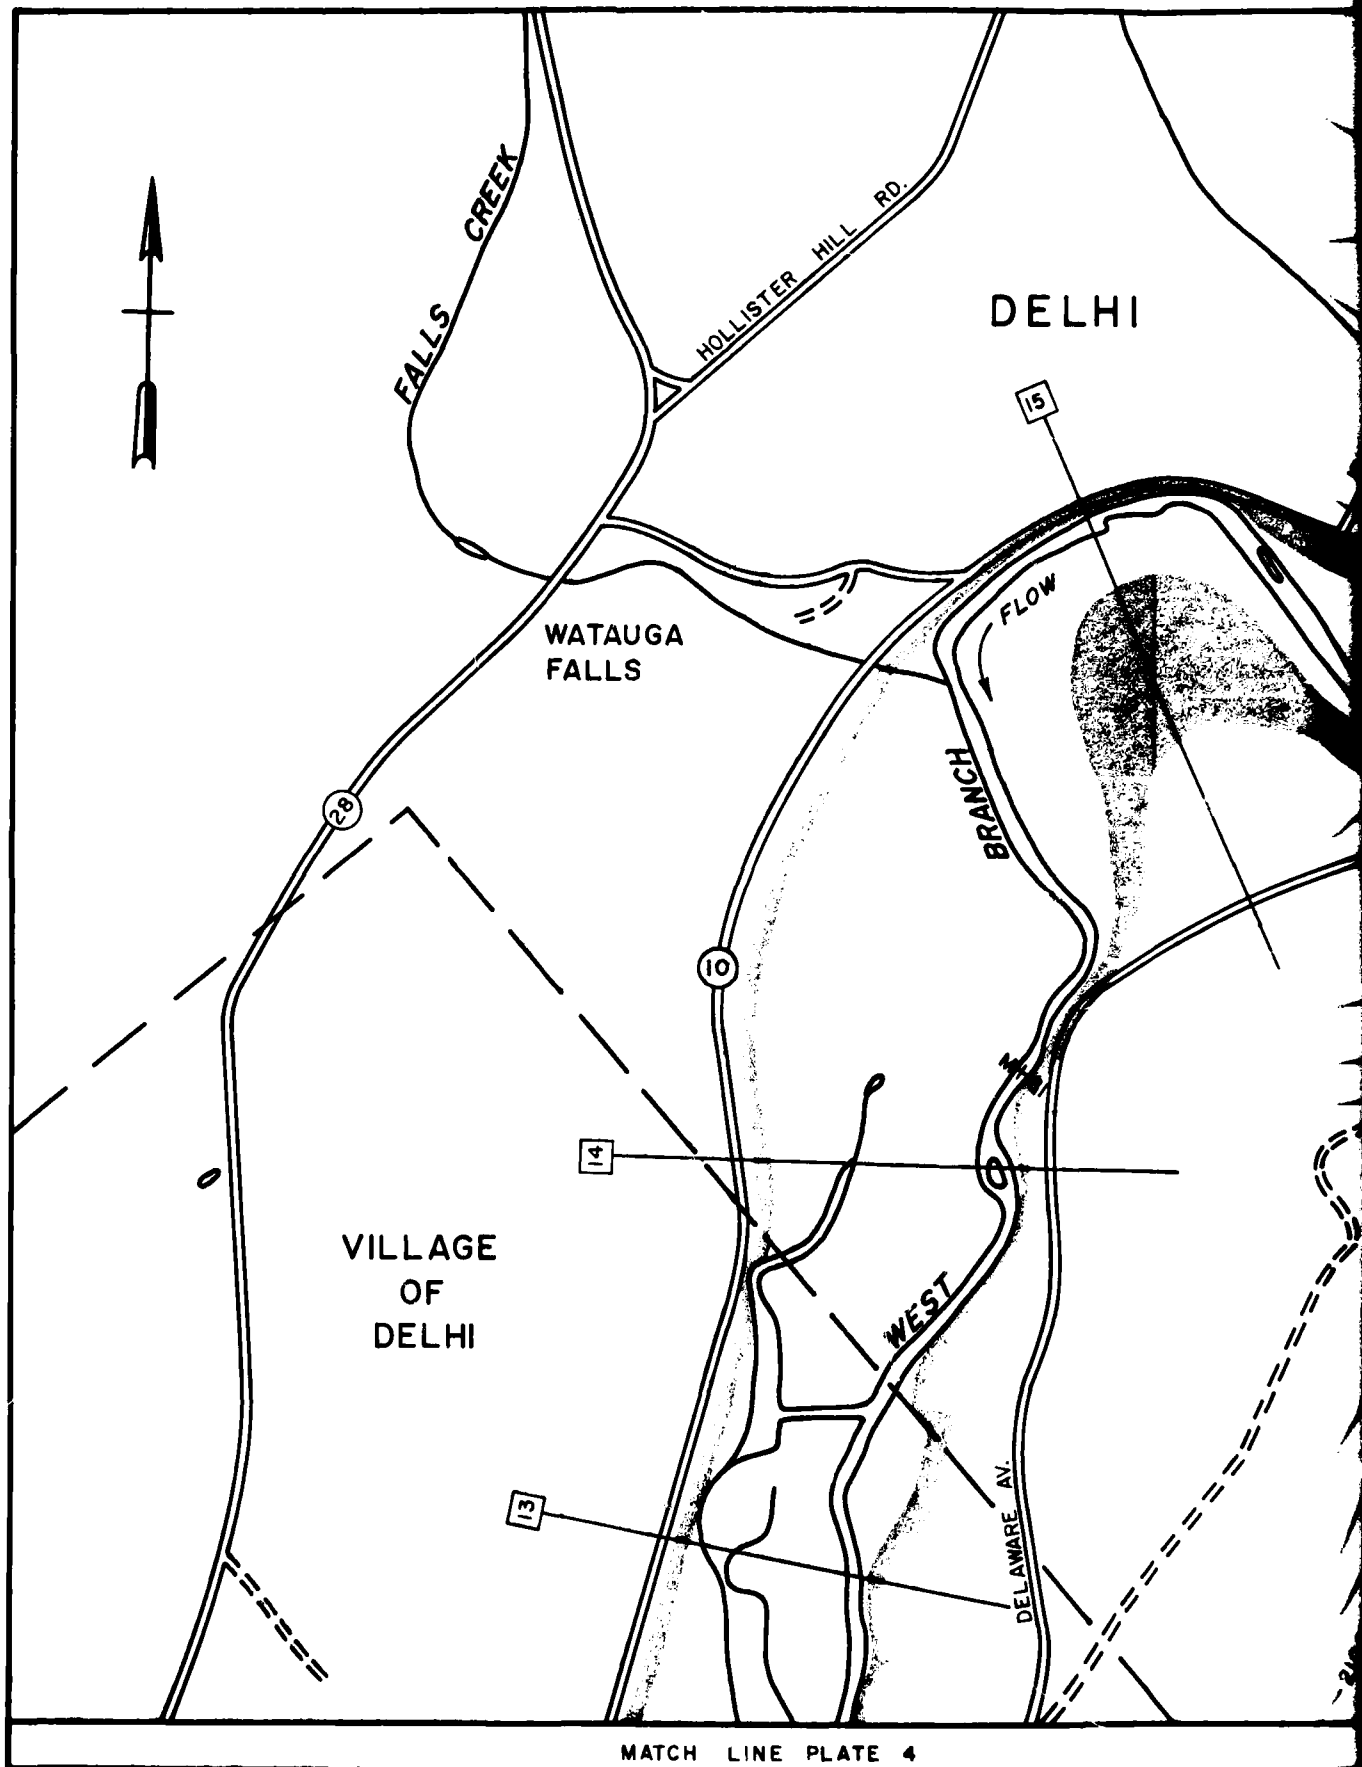 FALLS CREEK
HOLLISTER HILL RD.
DELHI
15
FLOW
WATAUGA
FALLS
BRANCH
28
10
14
VILLAGE
OF
DELHI
WEST
13
DELAWARE AV.
MATCH LINE PLATE 4